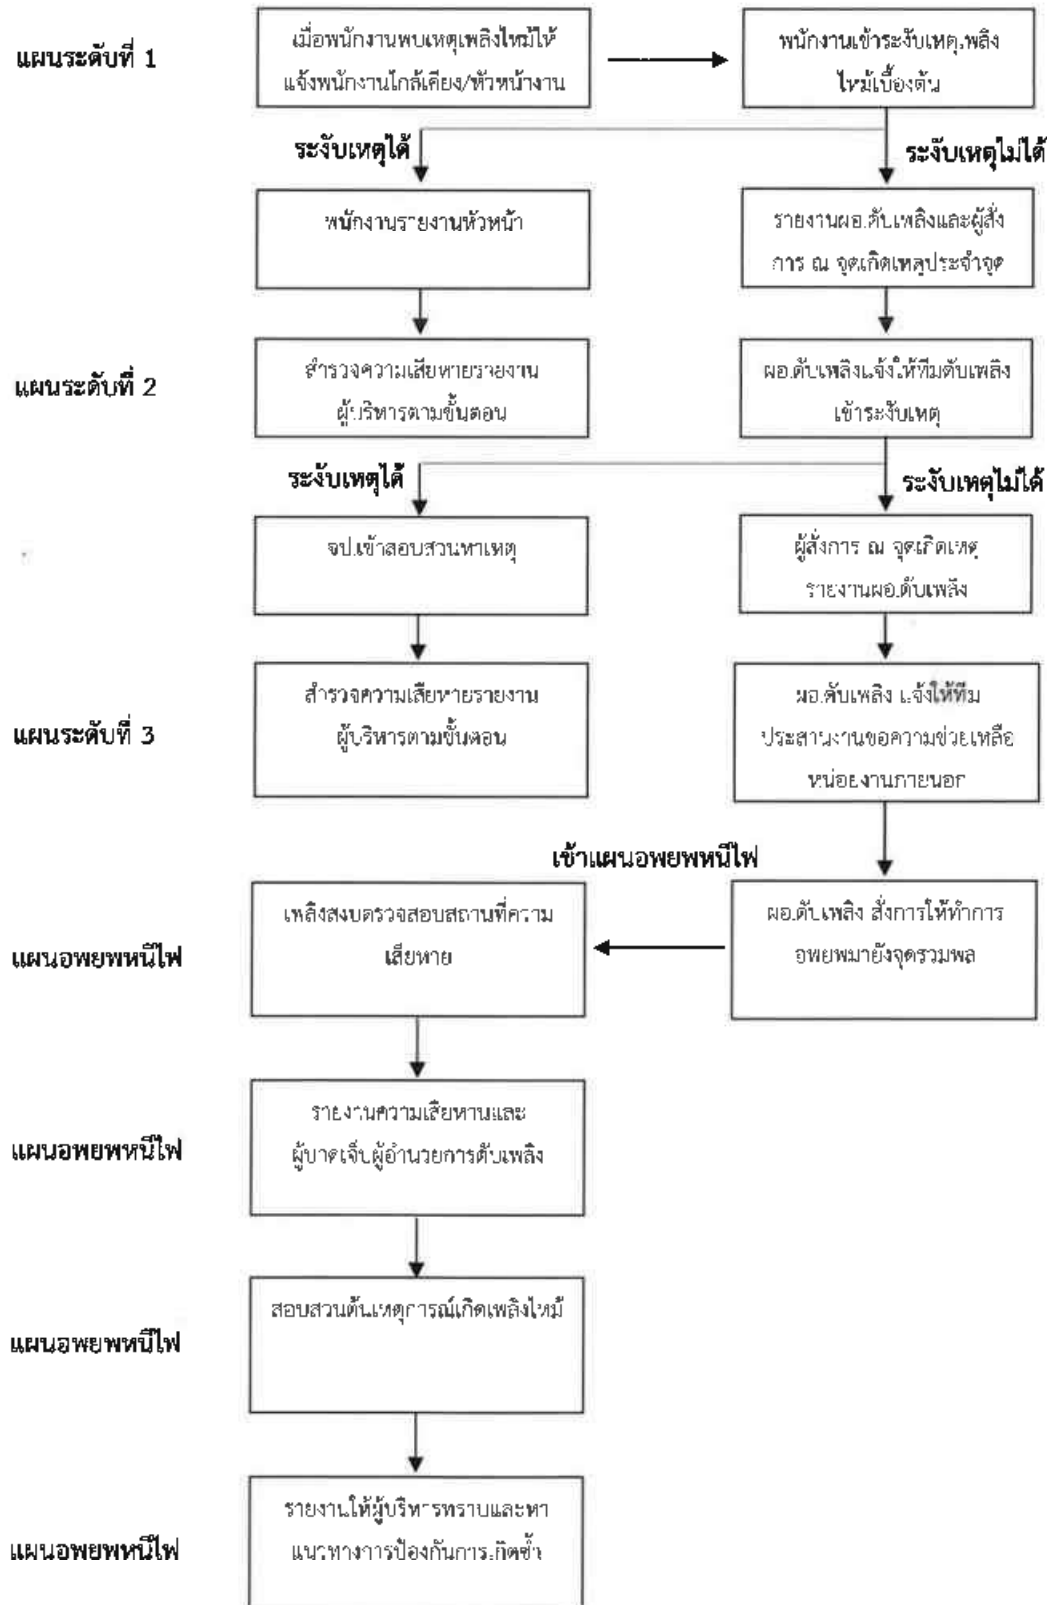 แผนระดับที่ 1
เมื่อพนักงานพบเหตุเพลิงไหม้ให้
แจ้งพนักงานใกล้เคียง/หัวหน้างาน
พนักงานเข้าระงับเหตุเพลิง
ไหม้เบื้องต้น
ระงับเหตุได้
ระงับเหตุไม่ได้
พนักงานรายงานหัวหน้า
รายงานผอ.ดับเพลิงและผู้สั่ง
การ ณ จุดเกิดเหตุประจำจุด
แผนระดับที่ 2
สำรวจความเสียหายรายงาน
ผู้บริหารตามขั้นตอน
ผอ.ดับเพลิงแจ้งให้ทีมดับเพลิง
เข้าระงับเหตุ
ระงับเหตุได้
ระงับเหตุไม่ได้
จป.เข้าสอบสวนหาเหตุ
ผู้สั่งการ ณ จุดเกิดเหตุ
รายงานผอ.ดับเพลิง
แผนระดับที่ 3
สำรวจความเสียหายรายงาน
ผู้บริหารตามขั้นตอน
ผอ.ดับเพลิง แจ้งให้ทีม
ประสานงานขอความช่วยเหลือ
หน่อยงานภายนอก
เข้าแผนอพยพหนีไฟ
แผนอพยพหนีไฟ
เพลิงสงบตรวจสอบสถานที่ความ
เสียหาย
ผอ.ดับเพลิง สั่งการให้ทำการ
อพยพมายังจุดรวมพล
แผนอพยพหนีไฟ
รายงานความเสียหานและ
ผู้บาดเจ็บผู้อำนวยการดับเพลิง
แผนอพยพหนีไฟ
สอบสวนต้นเหตุการณ์เกิดเพลิงไหม้
แผนอพยพหนีไฟ
รายงานให้ผู้บริหารทราบและหา
แนวทางการป้องกันการเกิดซ้ำ